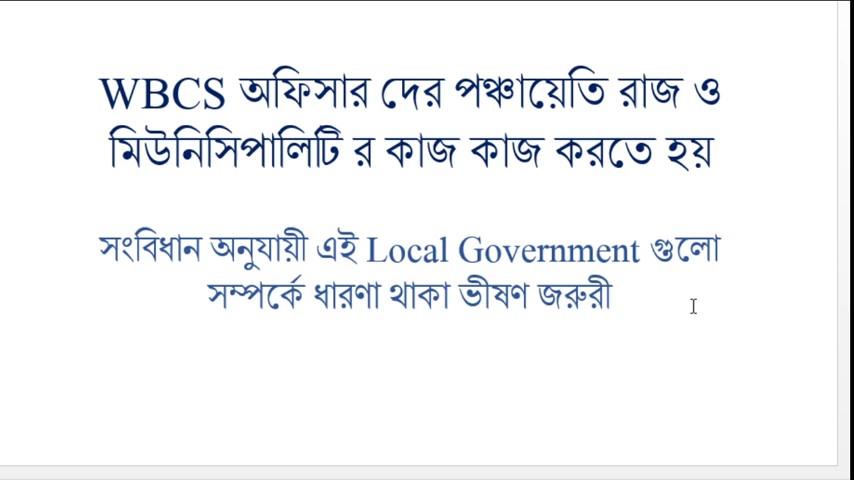 WBCS অফিসার দের পঞ্চায়েতি রাজ ও
মিউনিসিপালিটি র কাজ কাজ করতে হয়
সংবিধান অনুযায়ী এই Local Government গুলো
সম্পর্কে ধারণা থাকা ভীষণ জরুরী